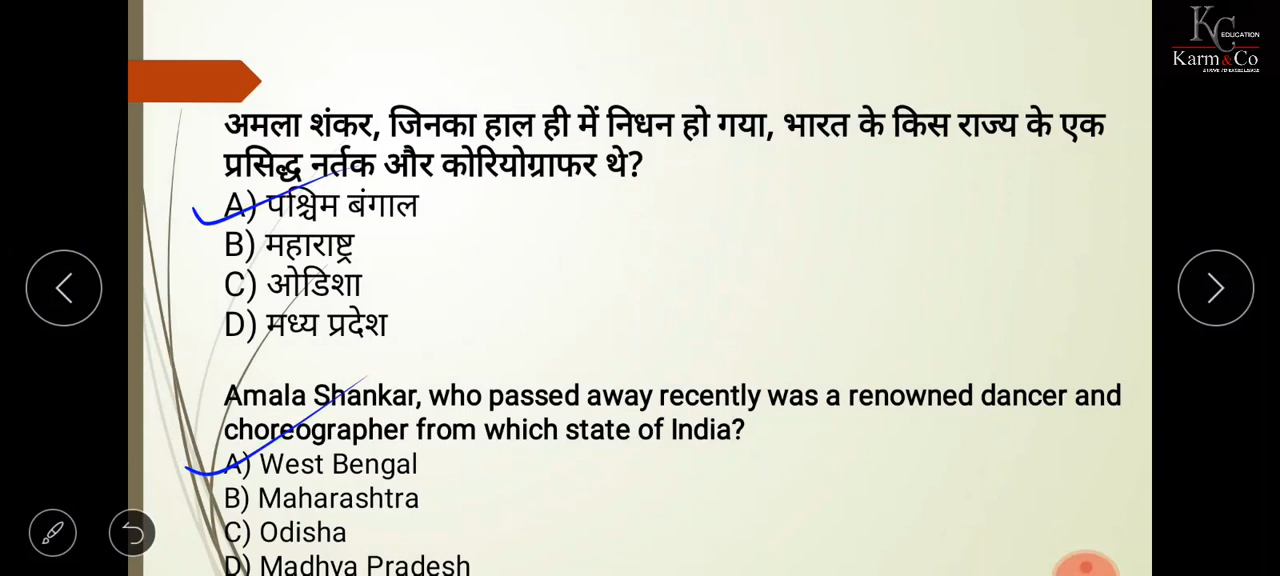 KC EDUCATION
Karm&Co
अमला शंकर, जिनका हाल ही में निधन हो गया, भारत के किस राज्य के एक
प्रसिद्ध नर्तक और कोरियोग्राफर थे?
A) पश्चिम बंगाल
B) महाराष्ट्र
C) ओडिशा
D) मध्य प्रदेश
Amala Shankar, who passed away recently was a renowned dancer and
choreographer from which state of India?
A) West Bengal
B) Maharashtra
C) Odisha
D) Madhya Pradesh